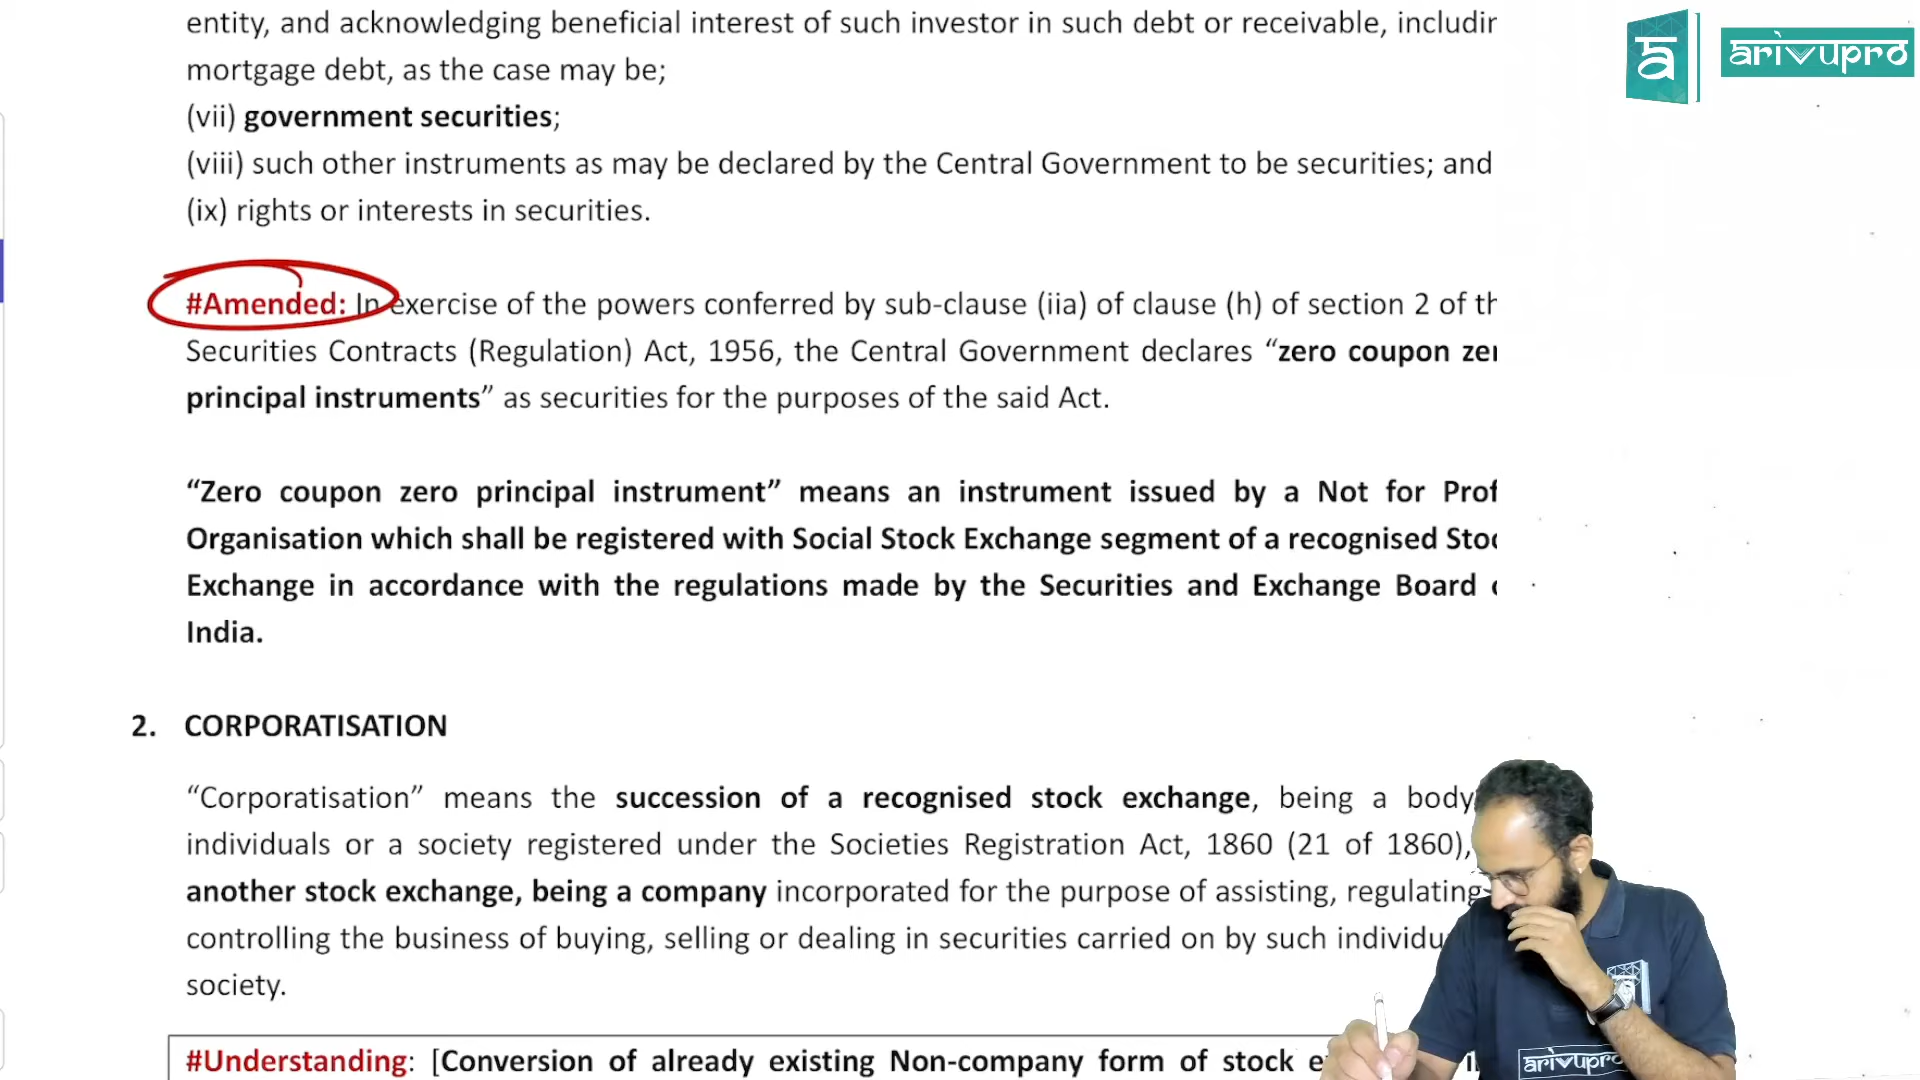 entity, and acknowledging beneficial interest of such investor in such debt or receivable, includin
mortgage debt, as the case may be;
(vii) government securities;
(viii) such other instruments as may be declared by the Central Government to be securities; and
(ix) rights or interests in securities.
#Amended: In exercise of the powers conferred by sub-clause (iia) of clause (h) of section 2 of th
Securities Contracts (Regulation) Act, 1956, the Central Government declares “zero coupon zer
principal instruments” as securities for the purposes of the said Act.
“Zero coupon zero principal instrument” means an instrument issued by a Not for Prof
Organisation which shall be registered with Social Stock Exchange segment of a recognised Stoc
Exchange in accordance with the regulations made by the Securities and Exchange Board
India.
2. CORPORATISATION
“Corporatisation” means the succession of a recognised stock exchange, being a body
individuals or a society registered under the Societies Registration Act, 1860 (21 of 1860),
another stock exchange, being a company incorporated for the purpose of assisting, regulating
controlling the business of buying, selling or dealing in securities carried on by such individu
society.
#Understanding: [Conversion of already existing Non-company form of stock
arivupro
arivupro